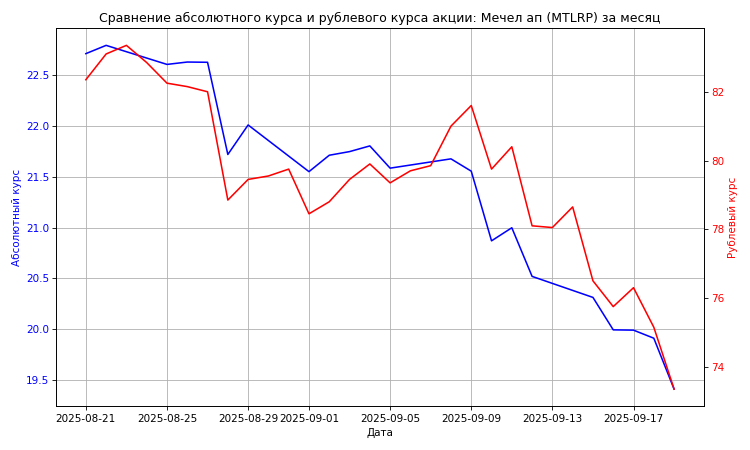 Сравнение абсолютного курса и рублевого курса акции: Мечел ап (MTLRP) за месяц
Абсолютный курс
22.5
22.0
21.5
21.0
20.5
20.0
19.5
82
80
78
76
74
Рублевый курс
2025-08-21 2025-08-25 2025-08-29 2025-09-01 2025-09-05 2025-09-09 2025-09-13 2025-09-17
Дата